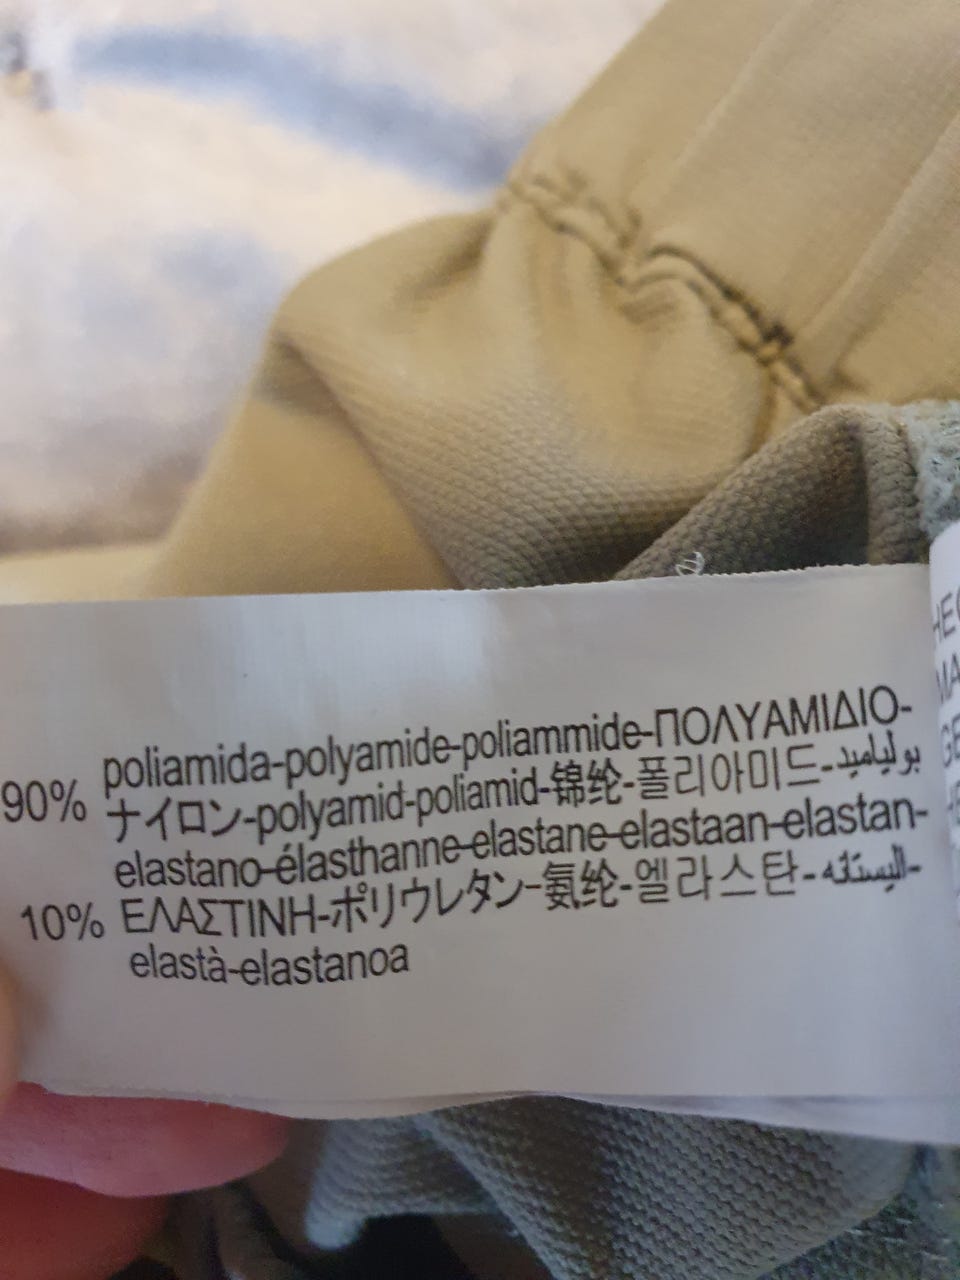 90% poliamida-polyamide-poliammide-ΠΟΛΥΑΜΙΔΙΟ-
ナイロン-polyamid-poliamid-锦纶-폴리아미드-بولياميد
elastano-élasthanne-elastane-elastaan-elastan-
10% ΕΛΑΣΤΙΝΗ-ポリウレタン-氨纶-엘라스탄-اليستانه-
elastà-elastanoa